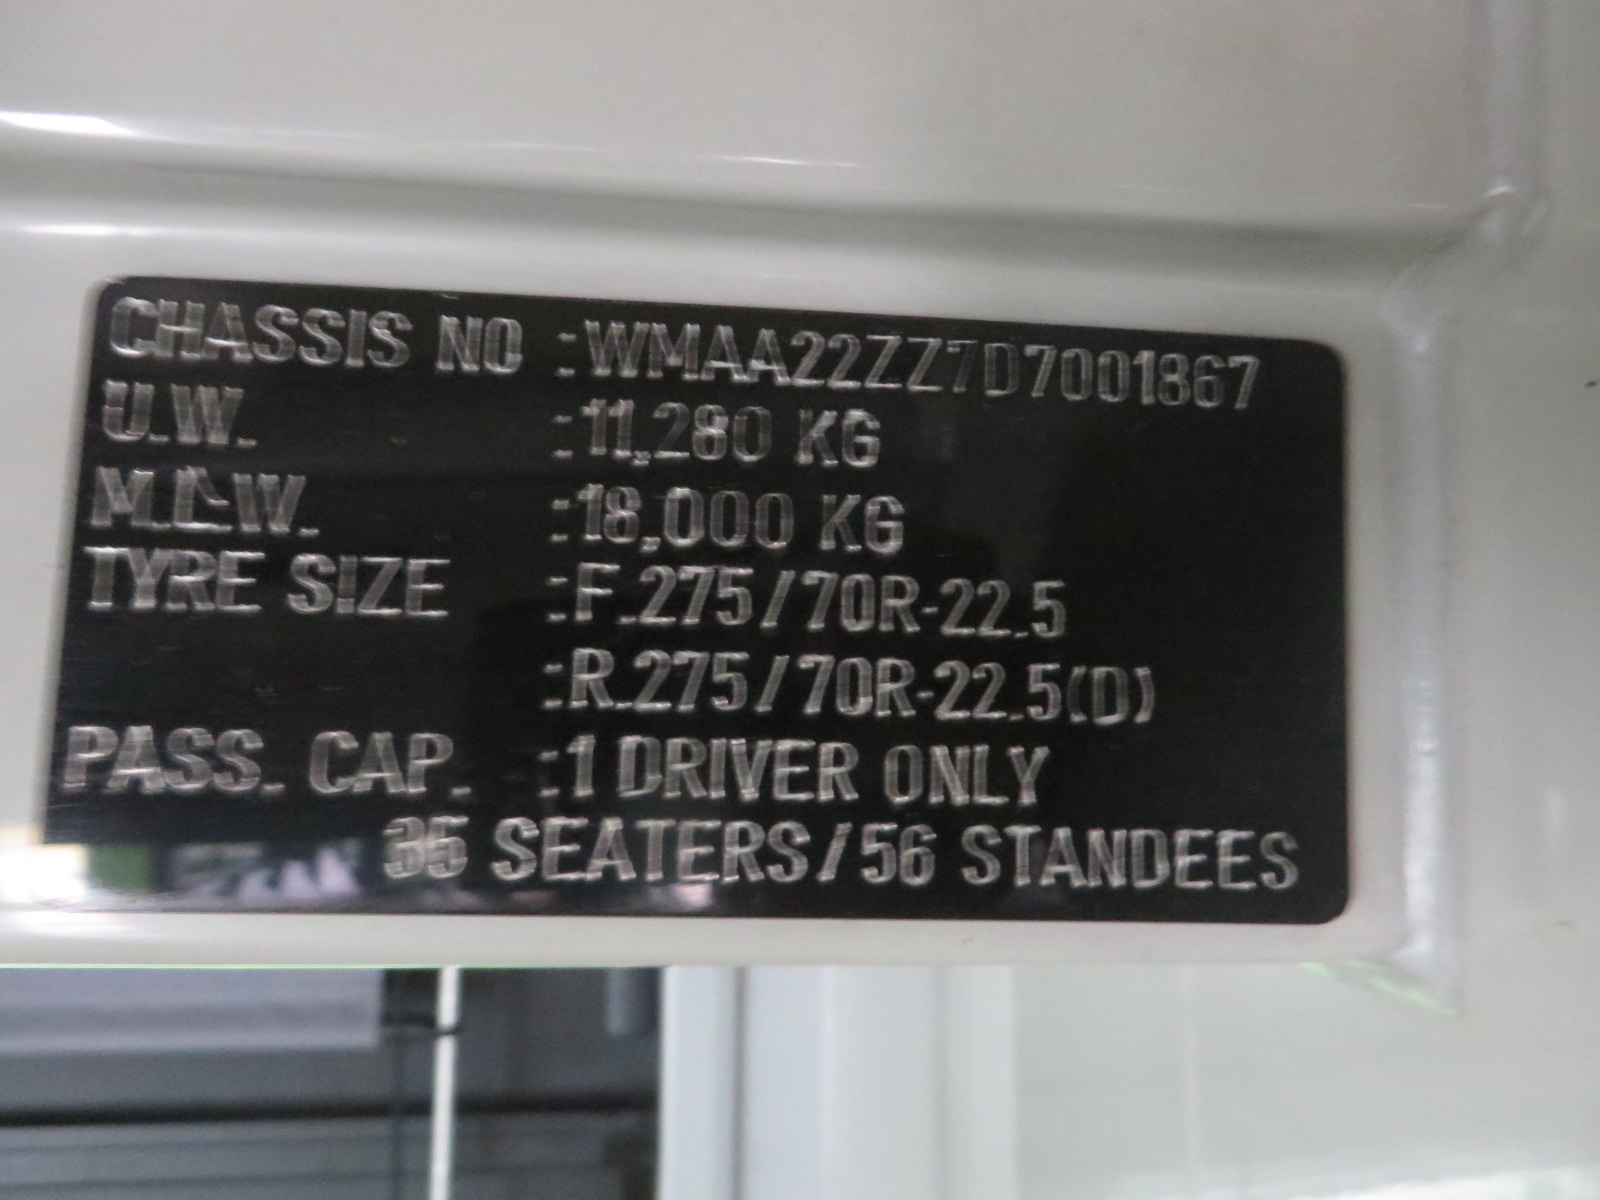 CHASSIS NO :WMAA22ZZ7D7001867
U.W. :11,280 KG
M.L.W. :18,000 KG
TYRE SIZE :F.275/70R-22.5
:R.275/70R-22.5(D)
PASS. CAP. :1 DRIVER ONLY
35 SEATERS/56 STANDEES